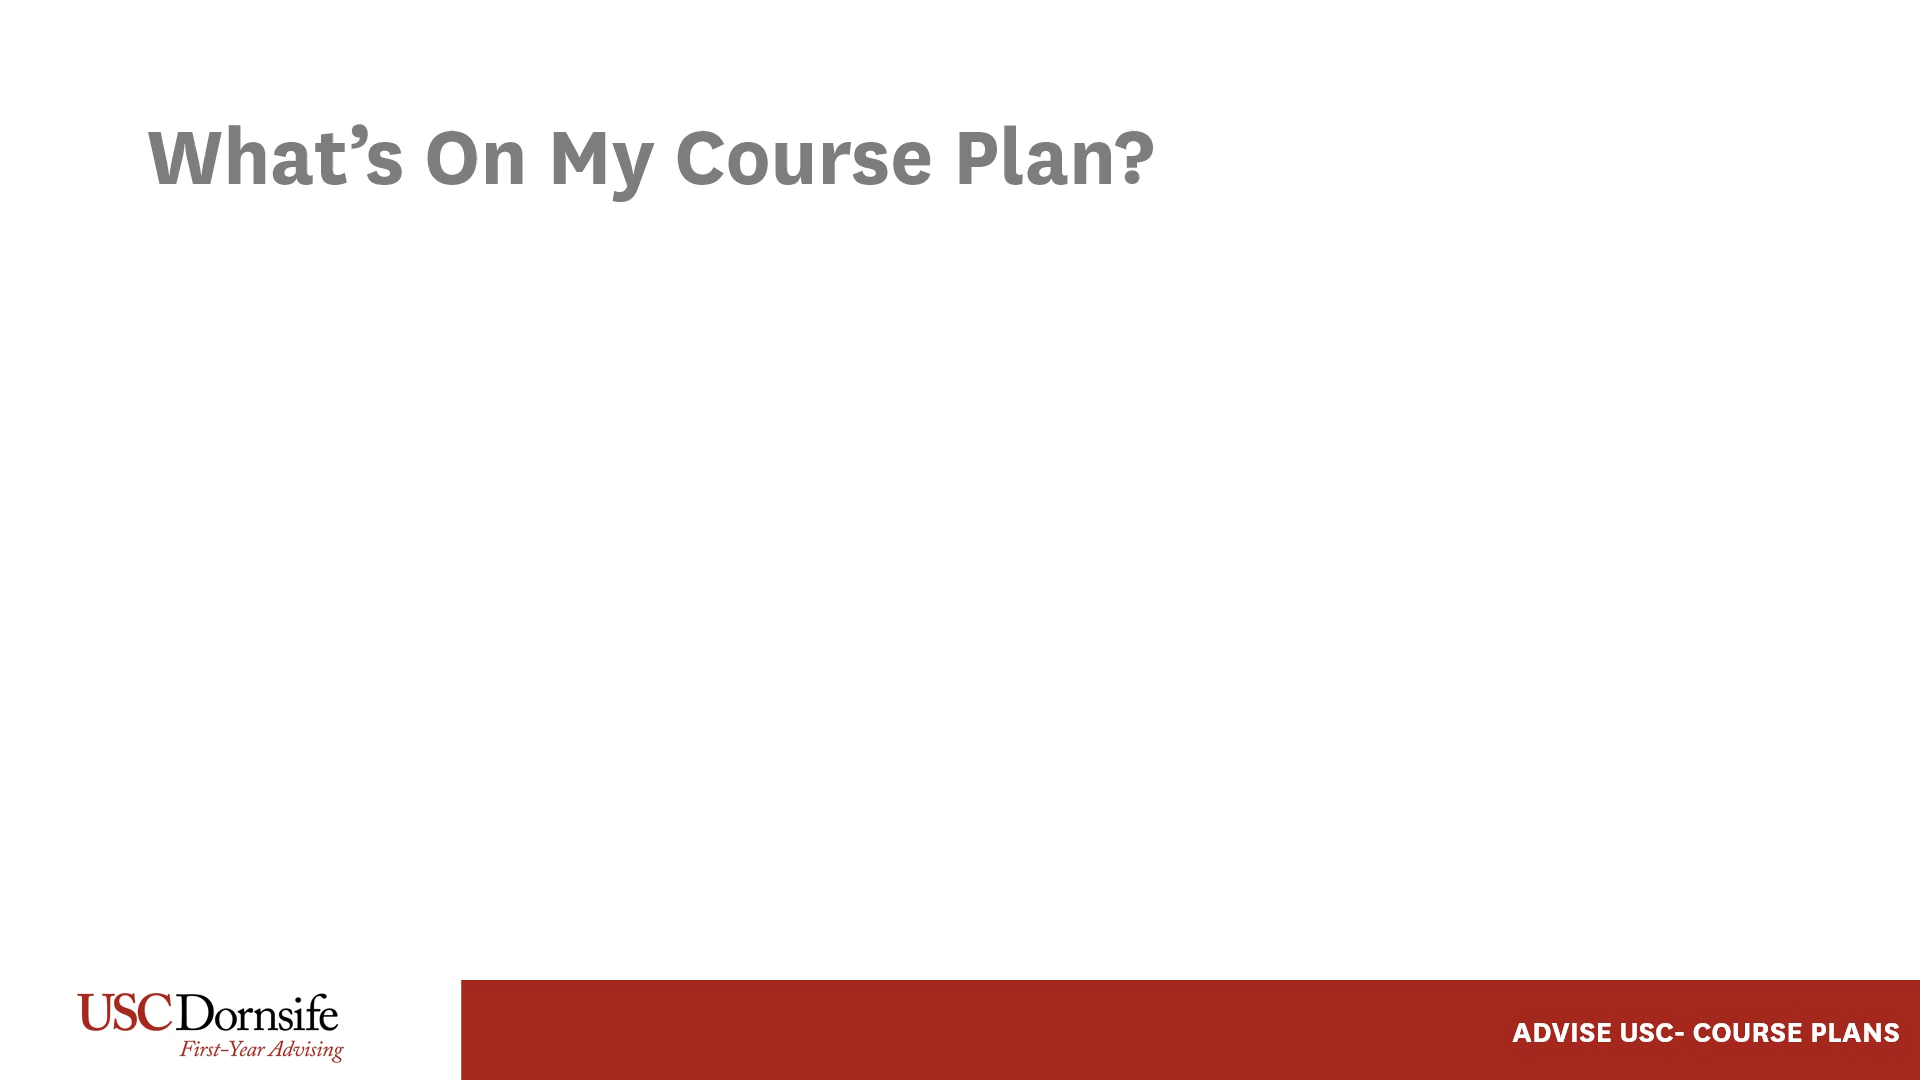 What’s On My Course Plan?
USC Dornsife
First-Year Advising
ADVISE USC- COURSE PLANS